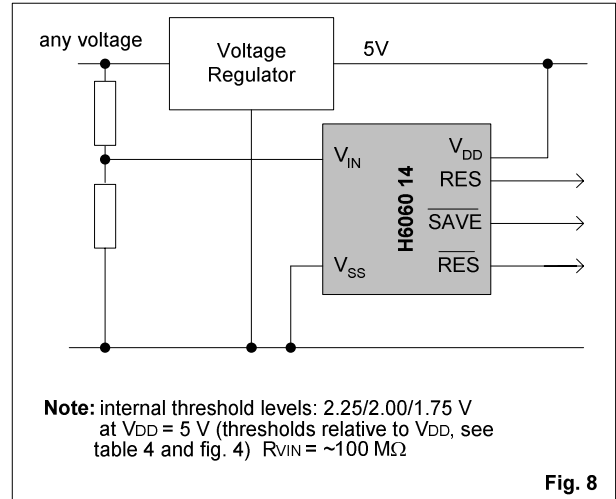 any voltage
Voltage
Regulator
5V
VIN
VDD
RES
H6060 14
S̅A̅V̅E̅
VSS
R̅E̅S̅
Note: internal threshold levels: 2.25/2.00/1.75 V
at VDD = 5 V (thresholds relative to VDD, see
table 4 and fig. 4) RVIN = ~100 MΩ
Fig. 8